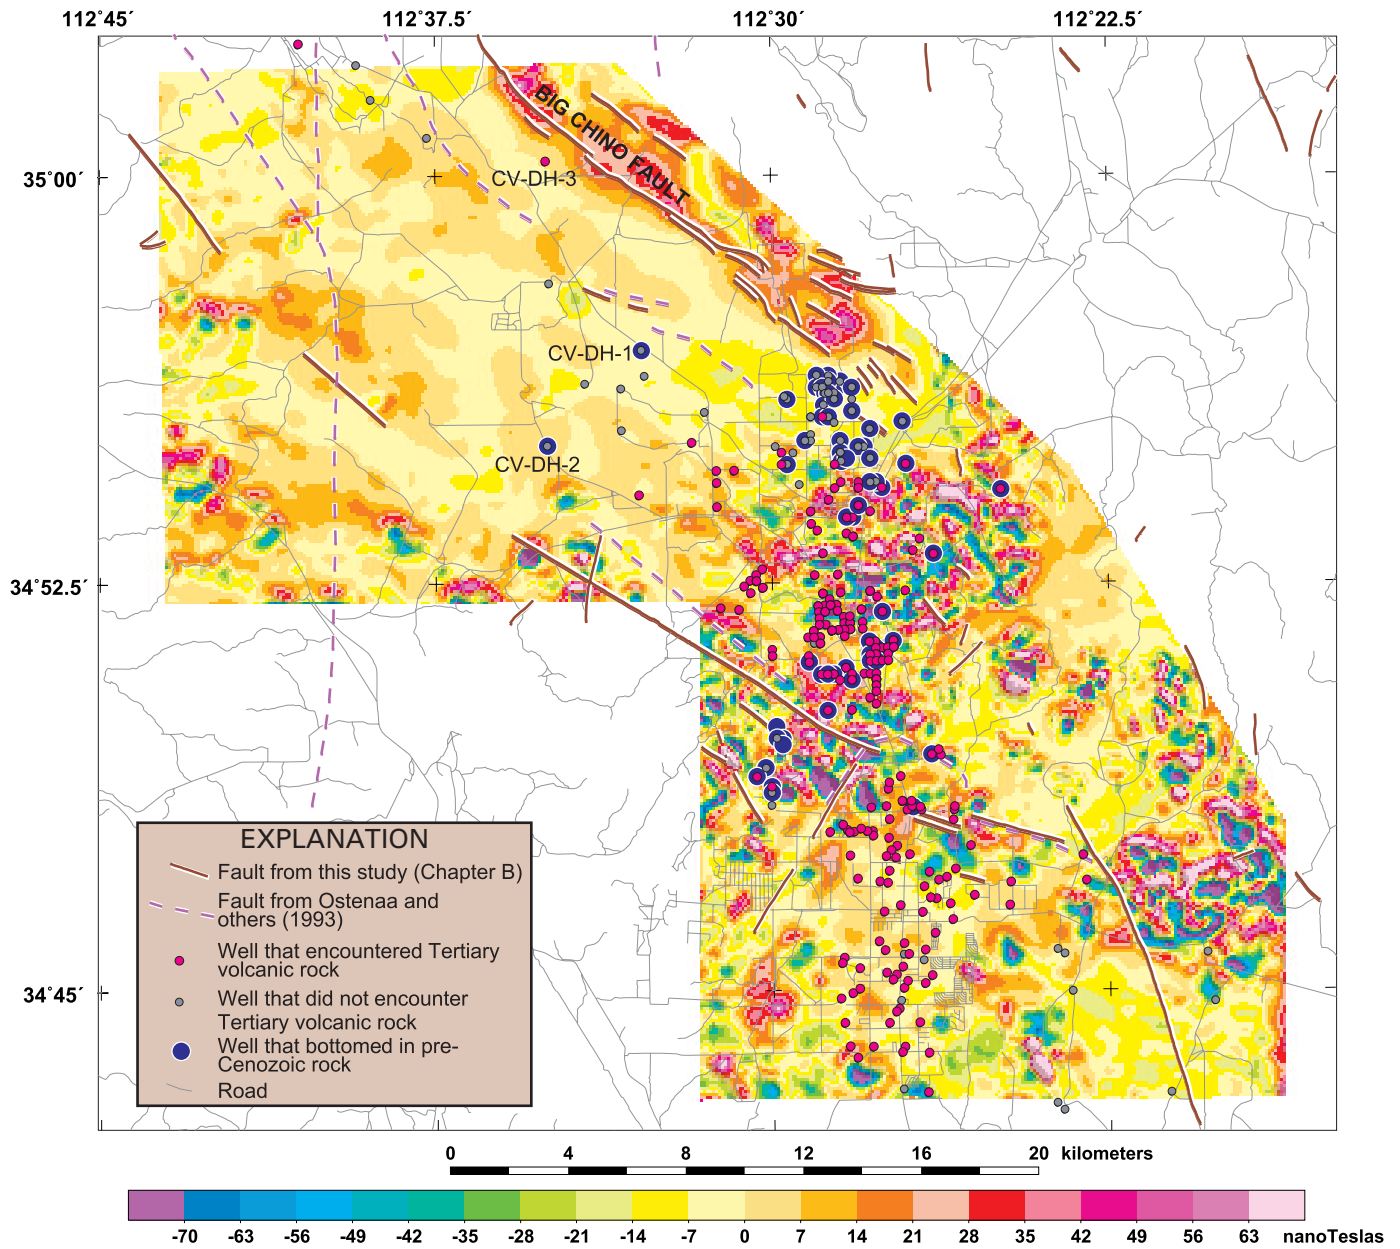 112°45´ 112°37.5´ 112°30´ 112°22.5´
BIG CHINO FAULT
35°00´
CV-DH-3
CV-DH-1
CV-DH-2
34°52.5´
34°45´
EXPLANATION
Fault from this study (Chapter B)
Fault from Ostenaa and
others (1993)
Well that encountered Tertiary
volcanic rock
Well that did not encounter
Tertiary volcanic rock
Well that bottomed in pre-
Cenozoic rock
Road
0 4 8 12 16 20 kilometers
-70 -63 -56 -49 -42 -35 -28 -21 -14 -7 0 7 14 21 28 35 42 49 56 63 nanoTeslas